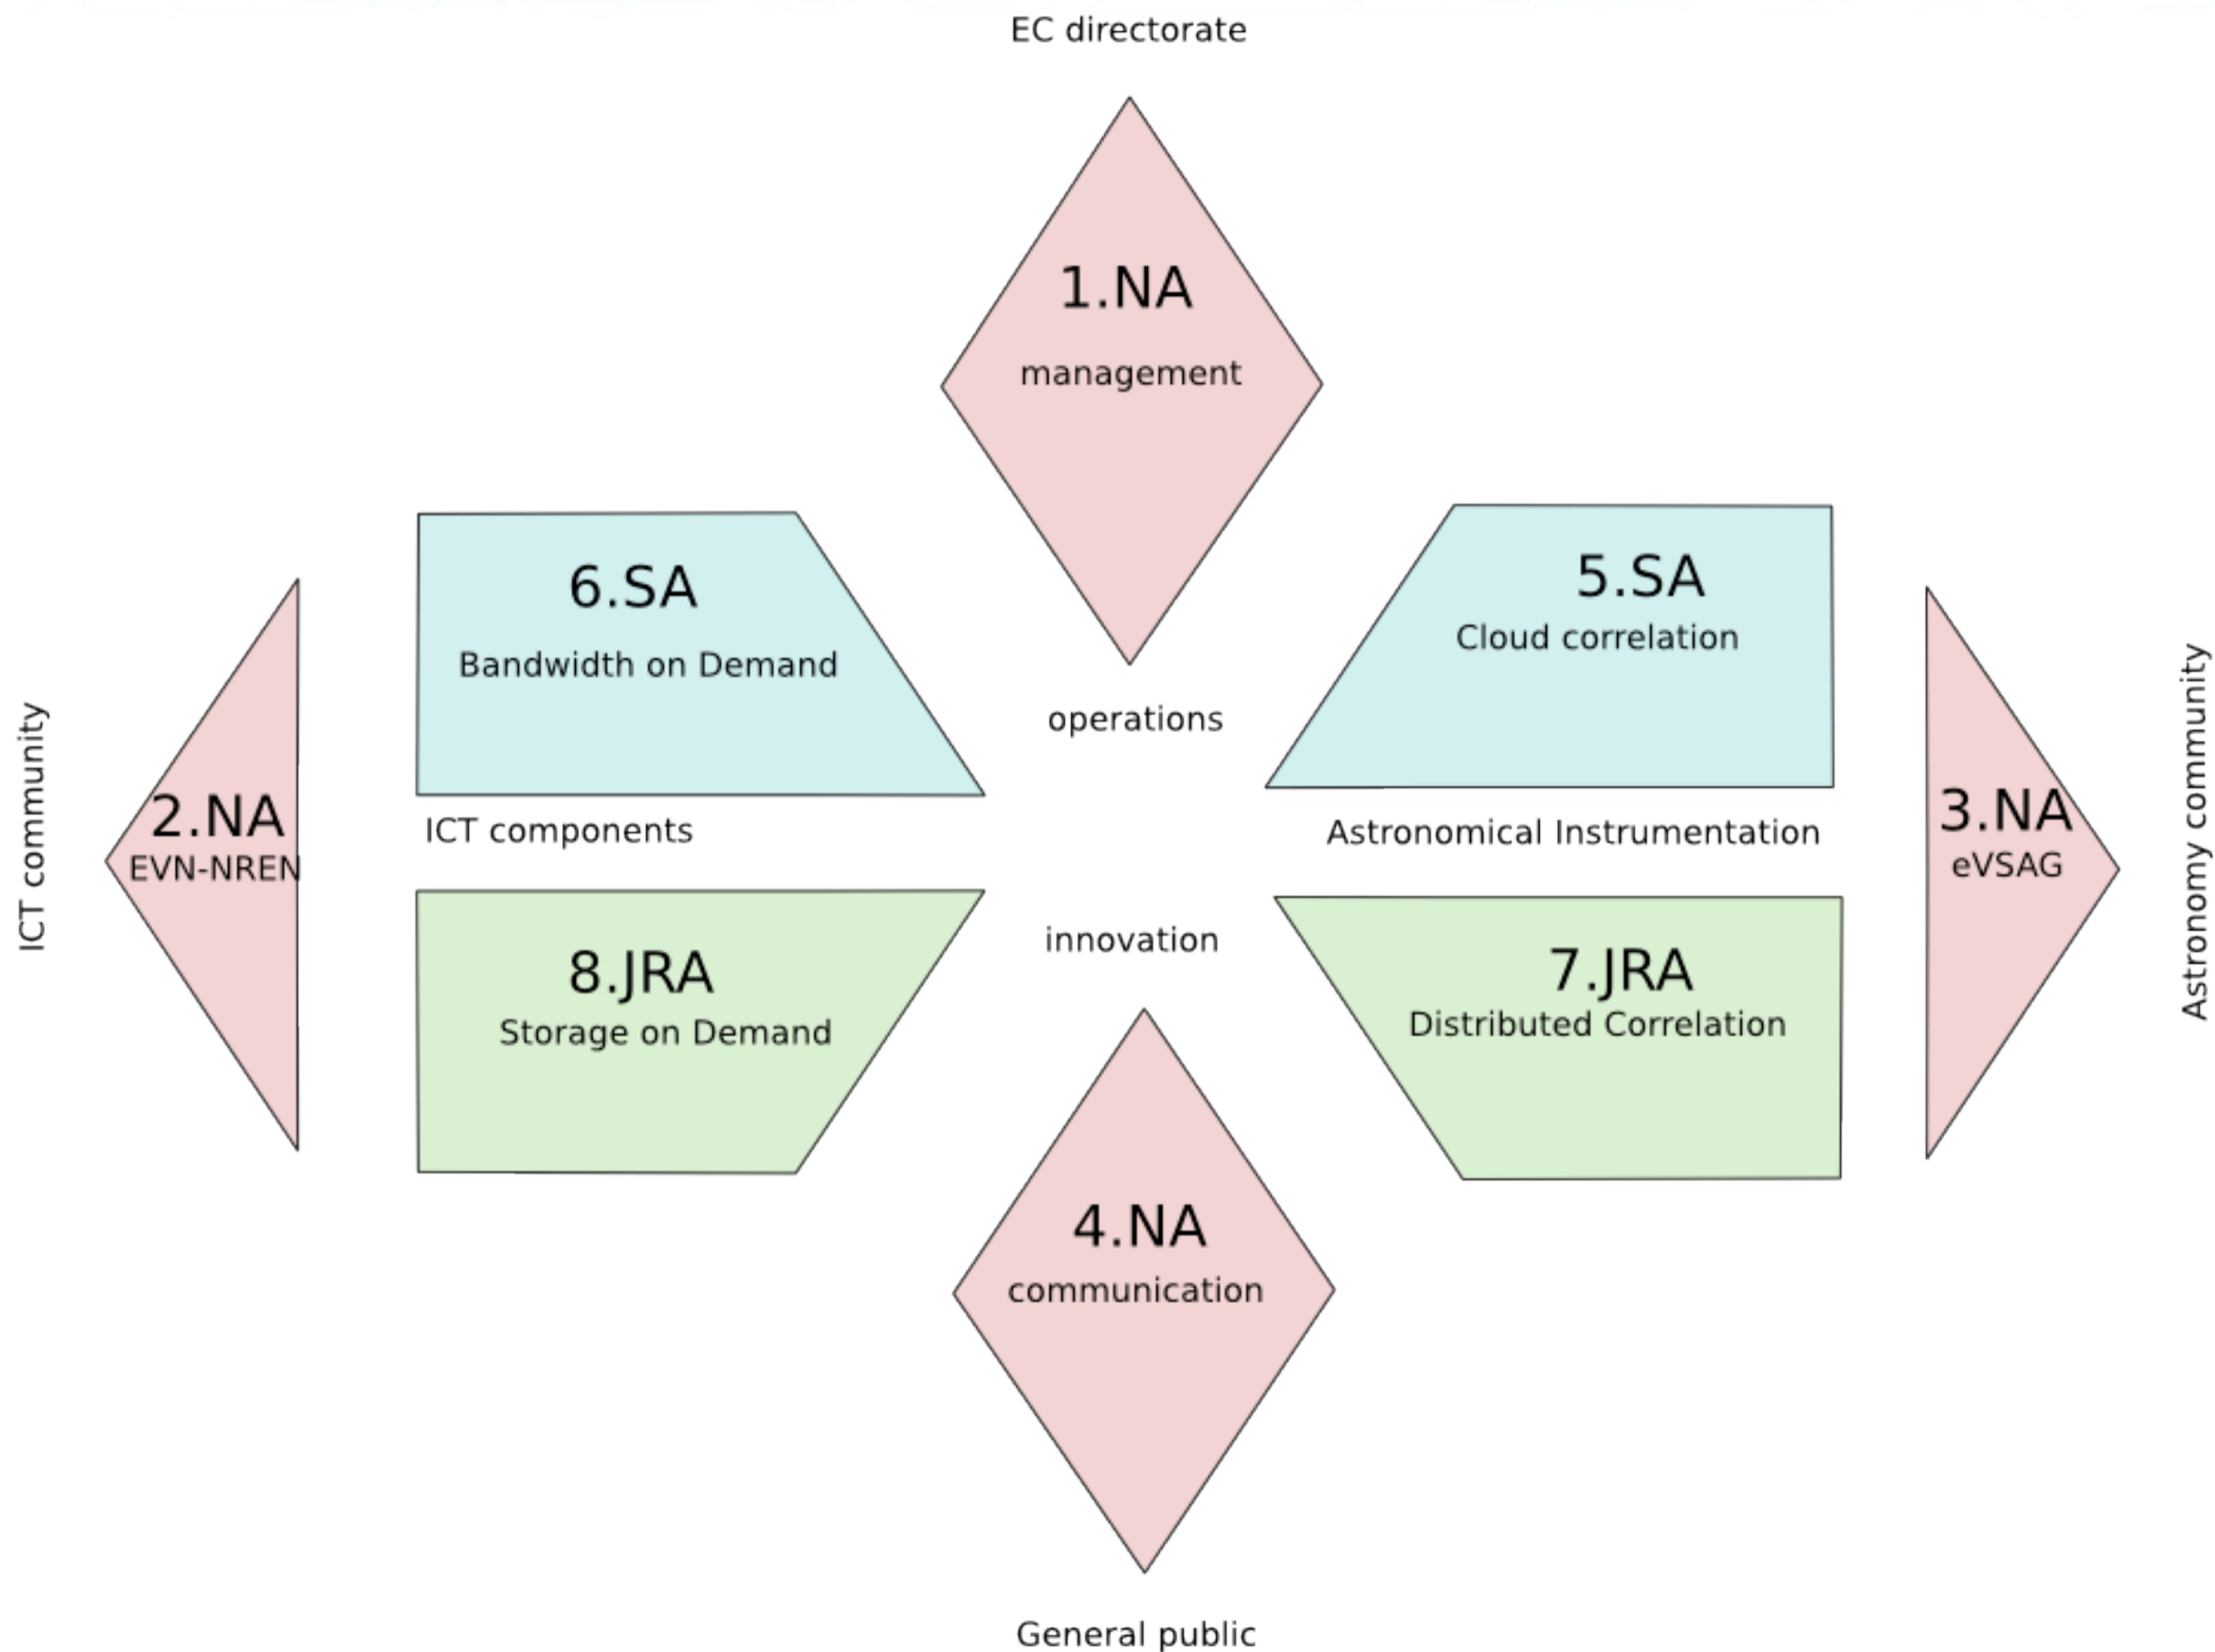 EC directorate
1.NA
management
6.SA
Bandwidth on Demand
5.SA
Cloud correlation
operations
ICT community
2.NA
EVN-NREN
ICT components
Astronomical Instrumentation
3.NA
eVSAG
Astronomy community
innovation
8.JRA
Storage on Demand
7.JRA
Distributed Correlation
4.NA
communication
General public